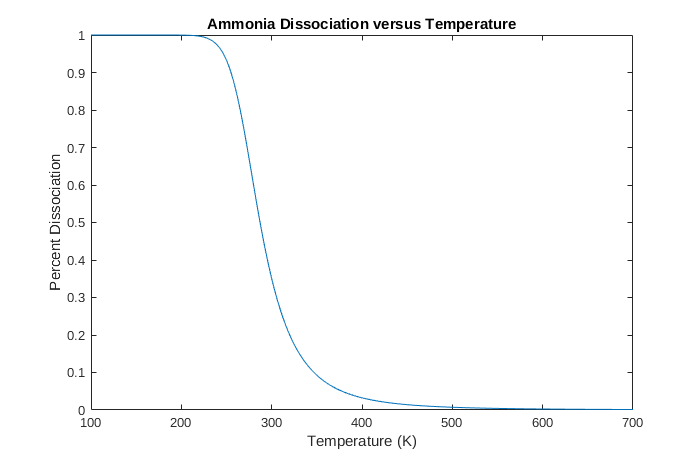 Ammonia Dissociation versus Temperature
1
0.9
0.8
0.7
0.6
0.5
0.4
0.3
0.2
0.1
0
Percent Dissociation
100 200 300 400 500 600 700
Temperature (K)